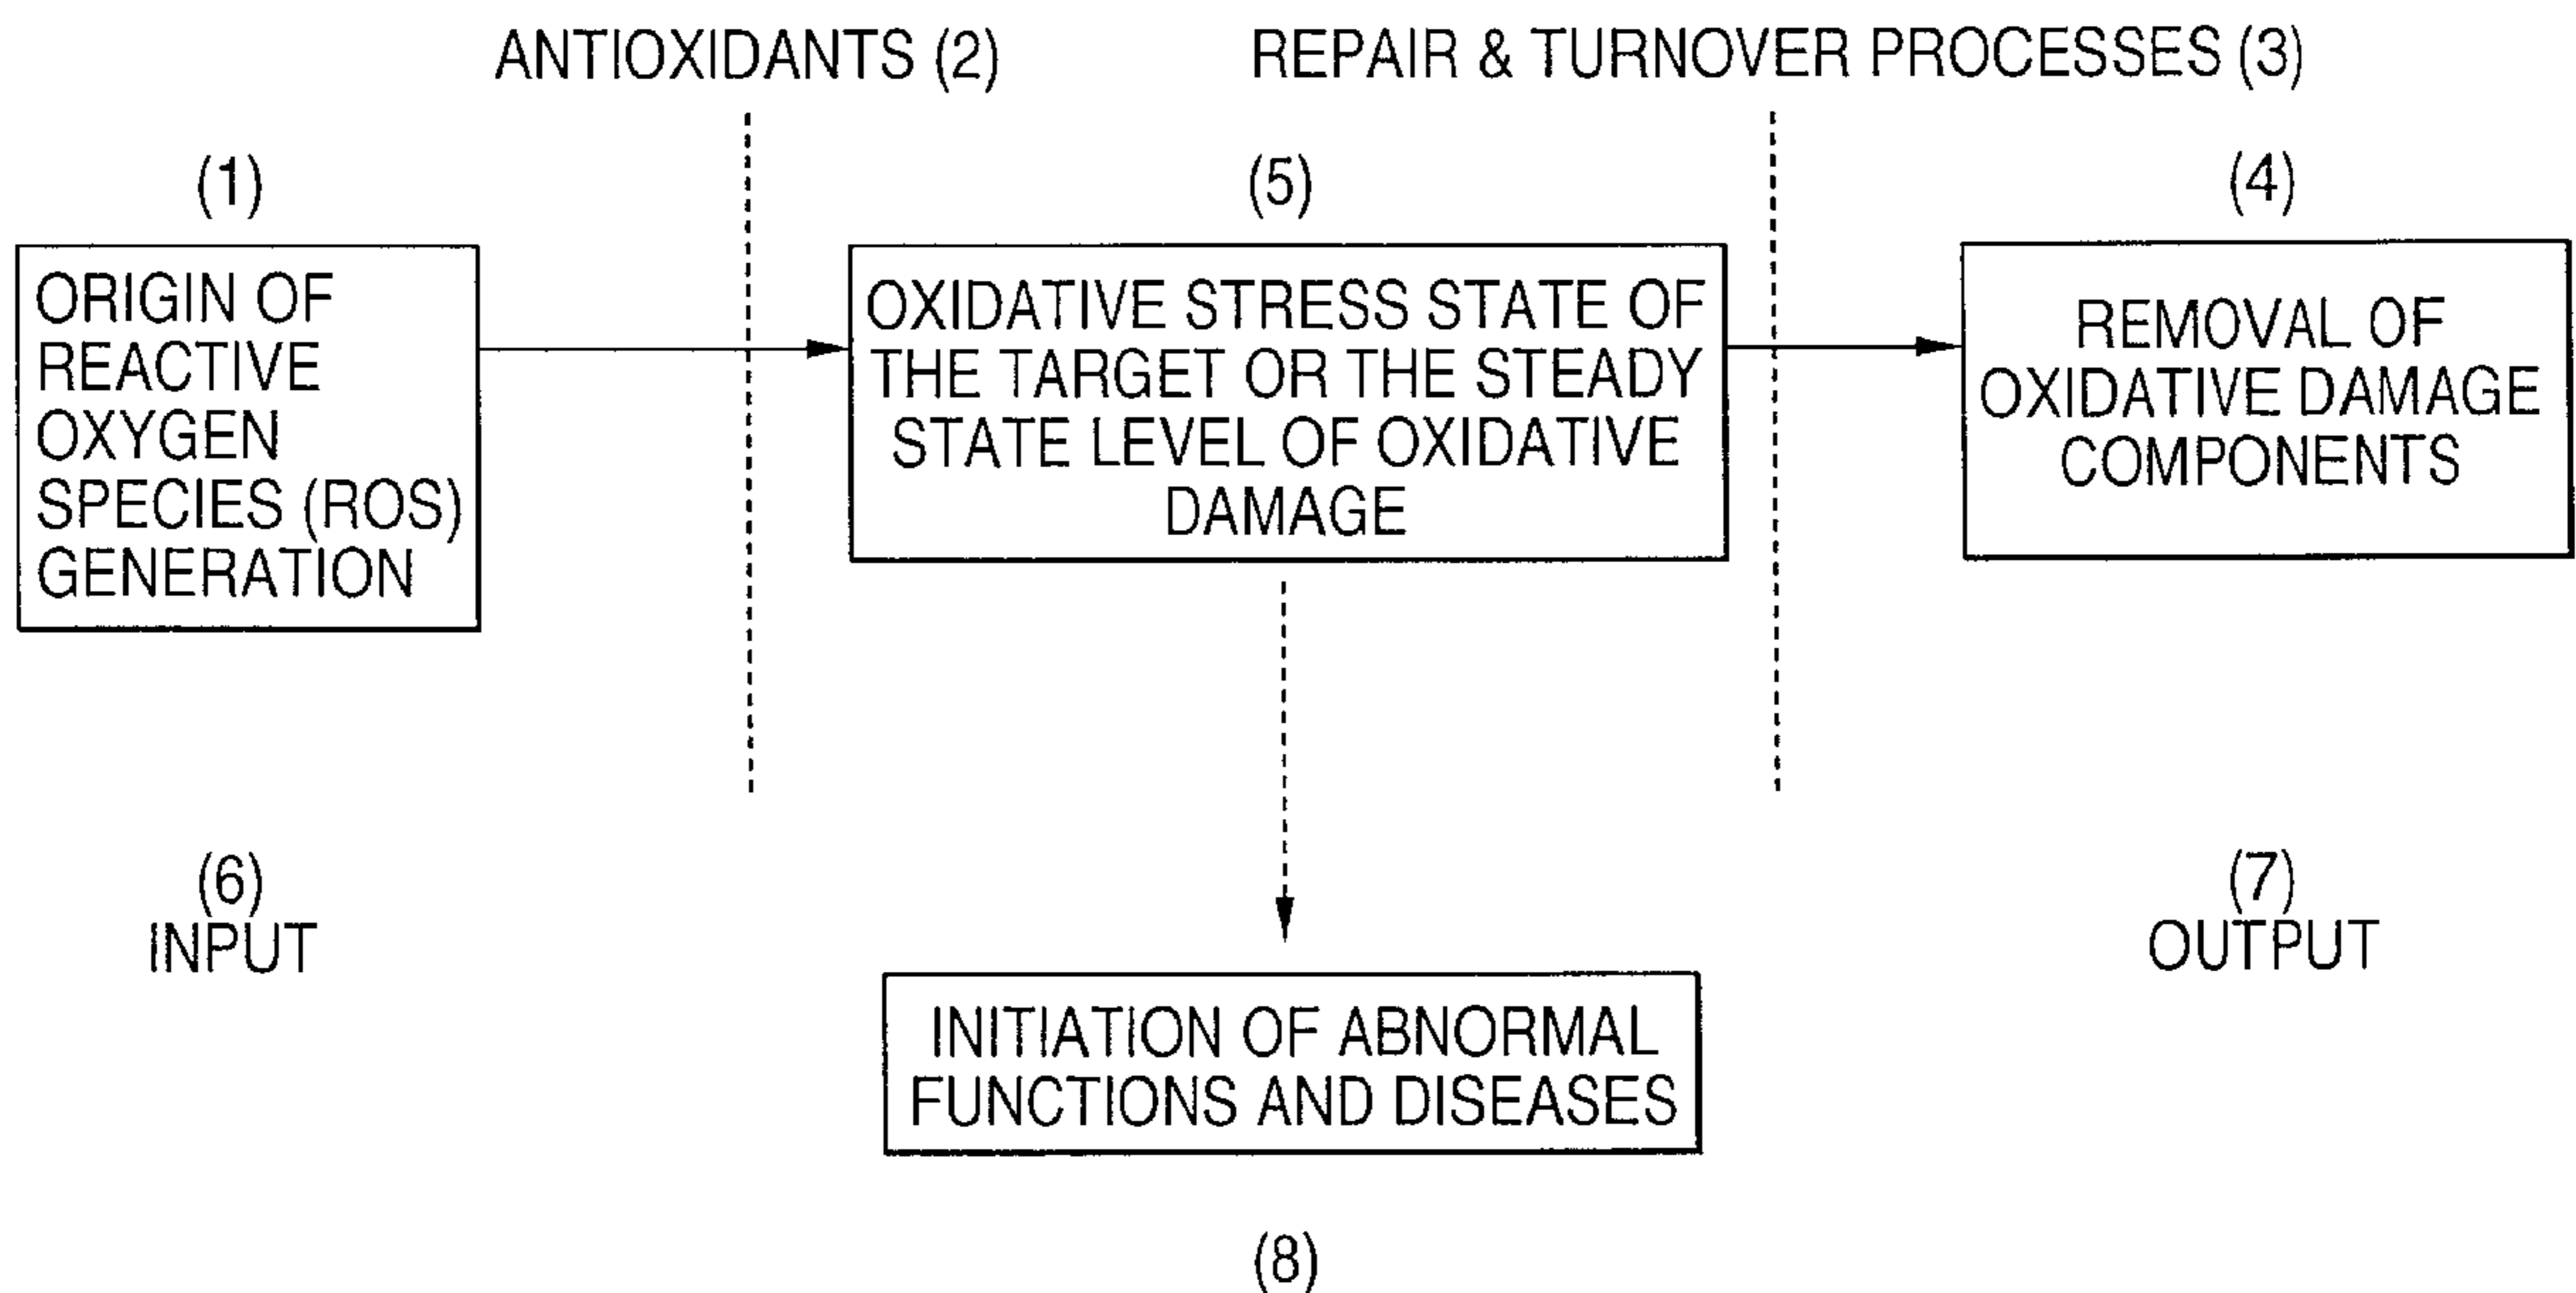 ANTIOXIDANTS (2)
REPAIR & TURNOVER PROCESSES (3)
(1)
ORIGIN OF
REACTIVE
OXYGEN
SPECIES (ROS)
GENERATION
(5)
OXIDATIVE STRESS STATE OF
THE TARGET OR THE STEADY
STATE LEVEL OF OXIDATIVE
DAMAGE
(4)
REMOVAL OF
OXIDATIVE DAMAGE
COMPONENTS
(6)
INPUT
(7)
OUTPUT
INITIATION OF ABNORMAL
FUNCTIONS AND DISEASES
(8)